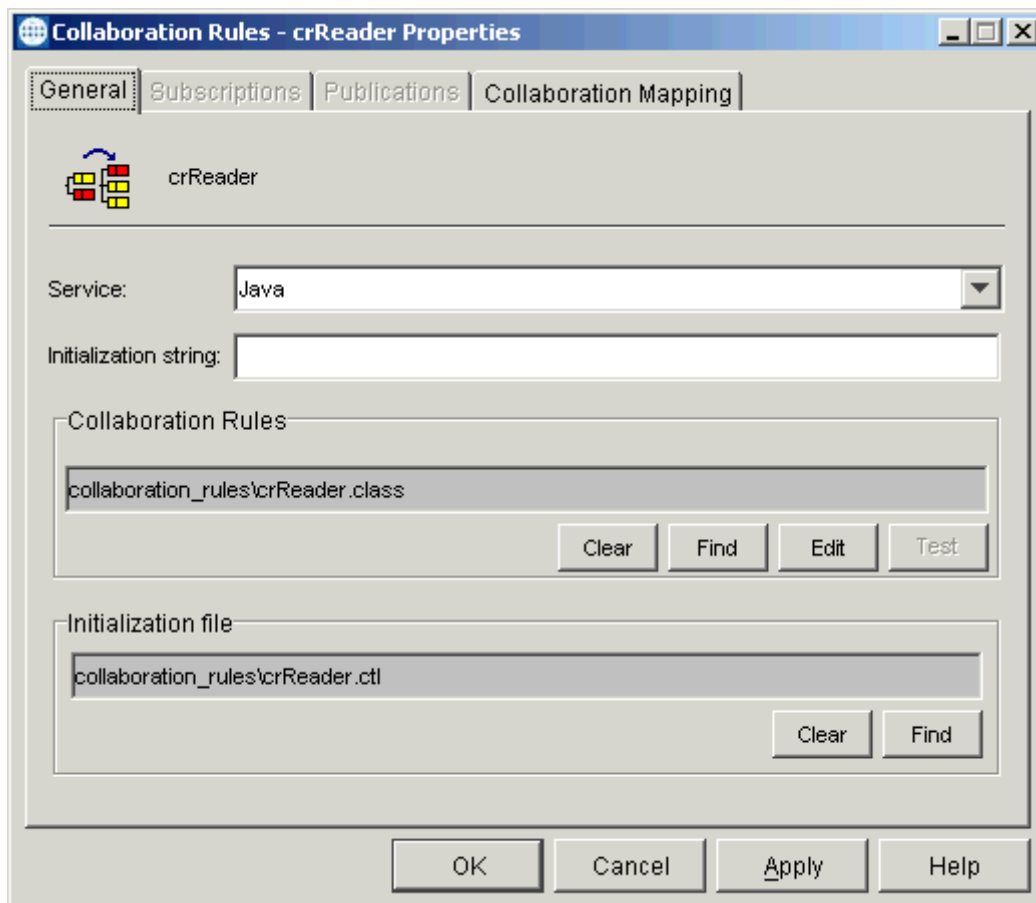 Collaboration Rules - crReader Properties
General Subscriptions Publications Collaboration Mapping
crReader
Service: Java
Initialization string:
Collaboration Rules
collaboration_rules\crReader.class
Clear Find Edit Test
Initialization file
collaboration_rules\crReader.ctl
Clear Find
OK Cancel Apply Help